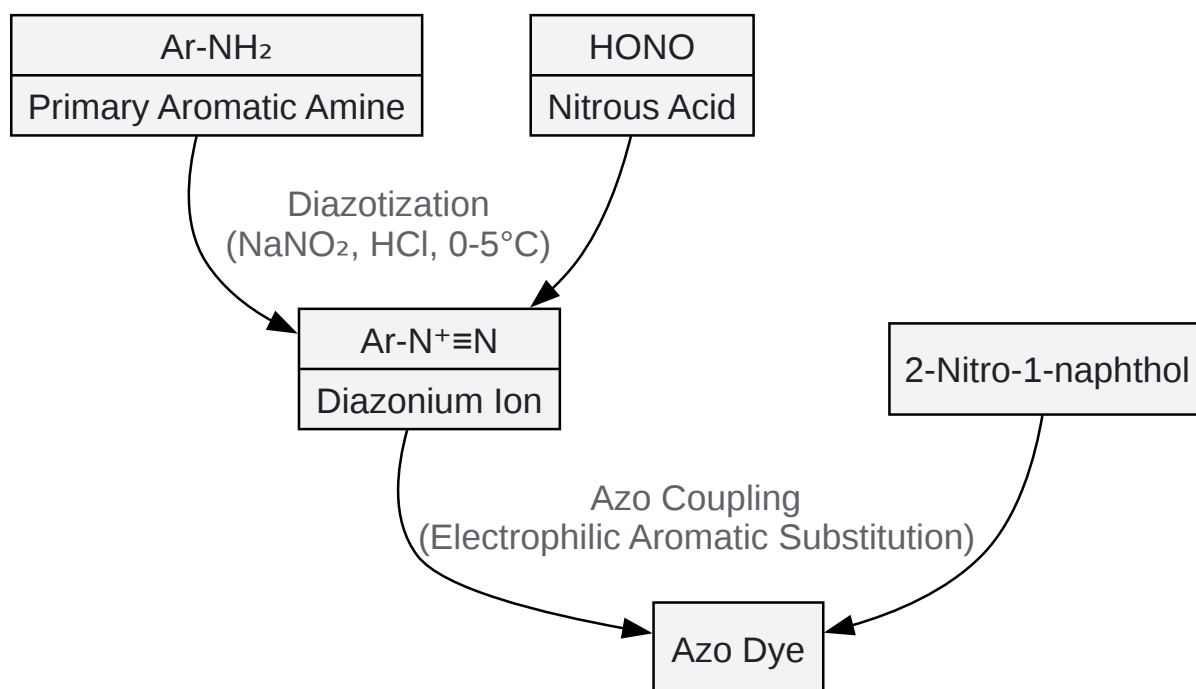 Ar-NH₂
Primary Aromatic Amine
HONO
Nitrous Acid
Diazotization
(NaNO₂, HCl, 0-5°C)
Ar-N⁺≡N
Diazonium Ion
2-Nitro-1-naphthol
Azo Coupling
(Electrophilic Aromatic Substitution)
Azo Dye